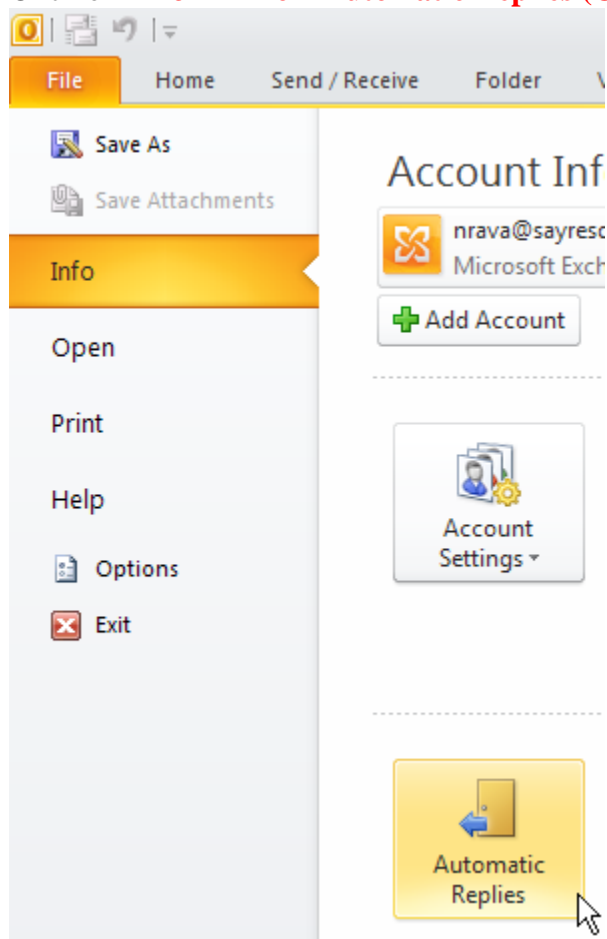 File Home Send / Receive Folder
Save As
Save Attachments
Info
Open
Print
Help
Options
Exit
Account Inf
nrava@sayresc
Microsoft Exch
Add Account
Account
Settings
Automatic
Replies